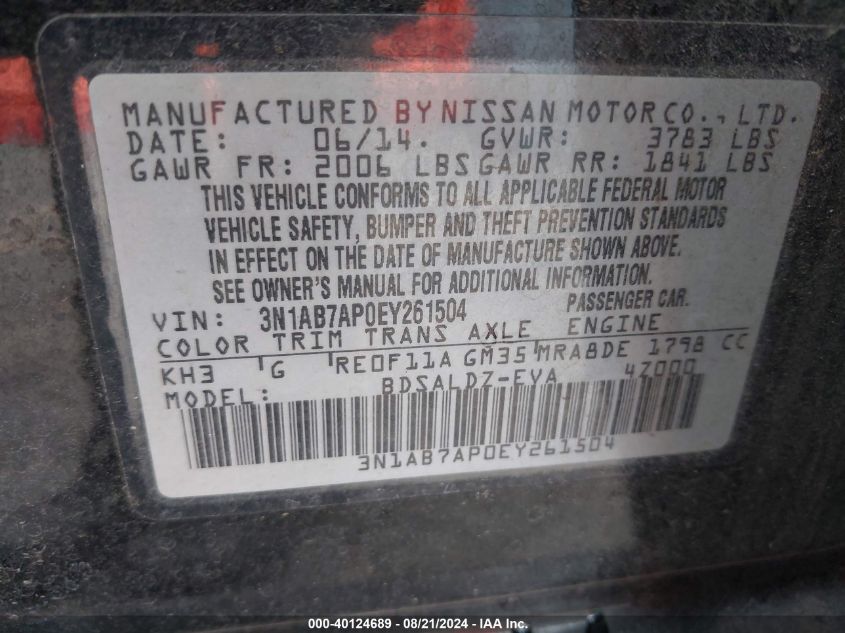 MANUFACTURED BY NISSAN MOTOR CO., LTD.
DATE: 06/14. GVWR: 3783 LBS
GAWR FR: 2006 LBS GAWR RR: 1841 LBS
THIS VEHICLE CONFORMS TO ALL APPLICABLE FEDERAL MOTOR
VEHICLE SAFETY, BUMPER AND THEFT PREVENTION STANDARDS
IN EFFECT ON THE DATE OF MANUFACTURE SHOWN ABOVE.
SEE OWNER'S MANUAL FOR ADDITIONAL INFORMATION.
VIN: 3N1AB7AP0EY261504 PASSENGER CAR.
COLOR TRIM TRANS AXLE ENGINE
KH3 G RE0F11A GM35 MRA8DE 1798 CC
MODEL: BDSALDZ-EVA 4Z000
3N1AB7AP0EY261504
000-40124689 / 08/21/2024 - IAA Inc.